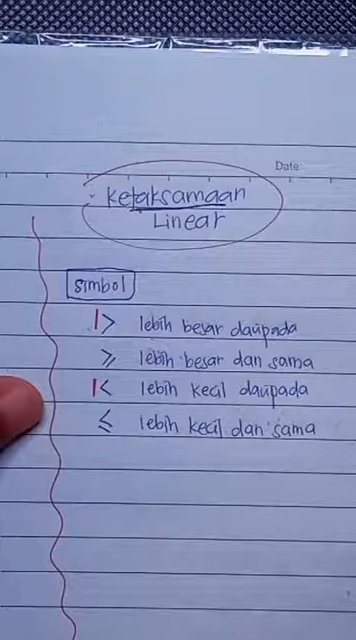 Date:
Ketaksamaan
Linear
simbol
> lebih besar daripada
≥ lebih besar dan sama
< lebih kecil daripada
≤ lebih kecil dan sama